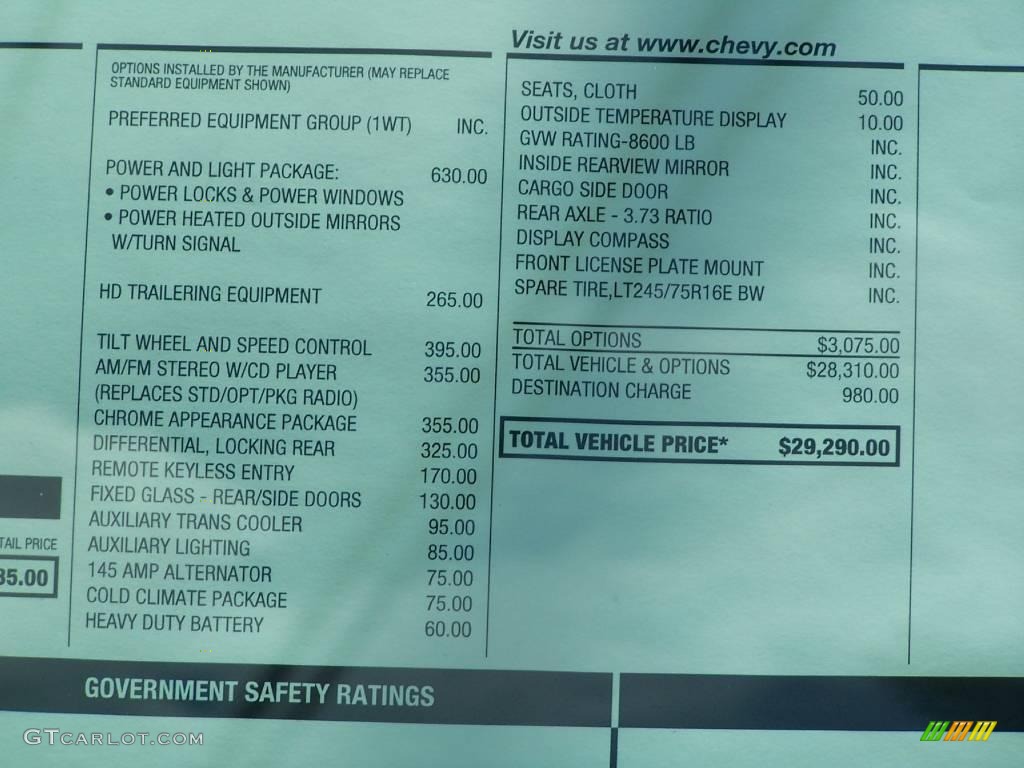 Visit us at www.chevy.com
OPTIONS INSTALLED BY THE MANUFACTURER (MAY REPLACE
STANDARD EQUIPMENT SHOWN)
PREFERRED EQUIPMENT GROUP (1WT) INC.
POWER AND LIGHT PACKAGE: 630.00
• POWER LOCKS & POWER WINDOWS
• POWER HEATED OUTSIDE MIRRORS
W/TURN SIGNAL
HD TRAILERING EQUIPMENT 265.00
TILT WHEEL AND SPEED CONTROL 395.00
AM/FM STEREO W/CD PLAYER 355.00
(REPLACES STD/OPT/PKG RADIO)
CHROME APPEARANCE PACKAGE 355.00
DIFFERENTIAL, LOCKING REAR 325.00
REMOTE KEYLESS ENTRY 170.00
FIXED GLASS - REAR/SIDE DOORS 130.00
AUXILIARY TRANS COOLER 95.00
AUXILIARY LIGHTING 85.00
145 AMP ALTERNATOR 75.00
COLD CLIMATE PACKAGE 75.00
HEAVY DUTY BATTERY 60.00
SEATS, CLOTH 50.00
OUTSIDE TEMPERATURE DISPLAY 10.00
GVW RATING-8600 LB INC.
INSIDE REARVIEW MIRROR INC.
CARGO SIDE DOOR INC.
REAR AXLE - 3.73 RATIO INC.
DISPLAY COMPASS INC.
FRONT LICENSE PLATE MOUNT INC.
SPARE TIRE,LT245/75R16E BW INC.
TOTAL OPTIONS $3,075.00
TOTAL VEHICLE & OPTIONS $28,310.00
DESTINATION CHARGE 980.00
TOTAL VEHICLE PRICE* $29,290.00
TAIL PRICE
35.00
GOVERNMENT SAFETY RATINGS
GTCARLOT.COM